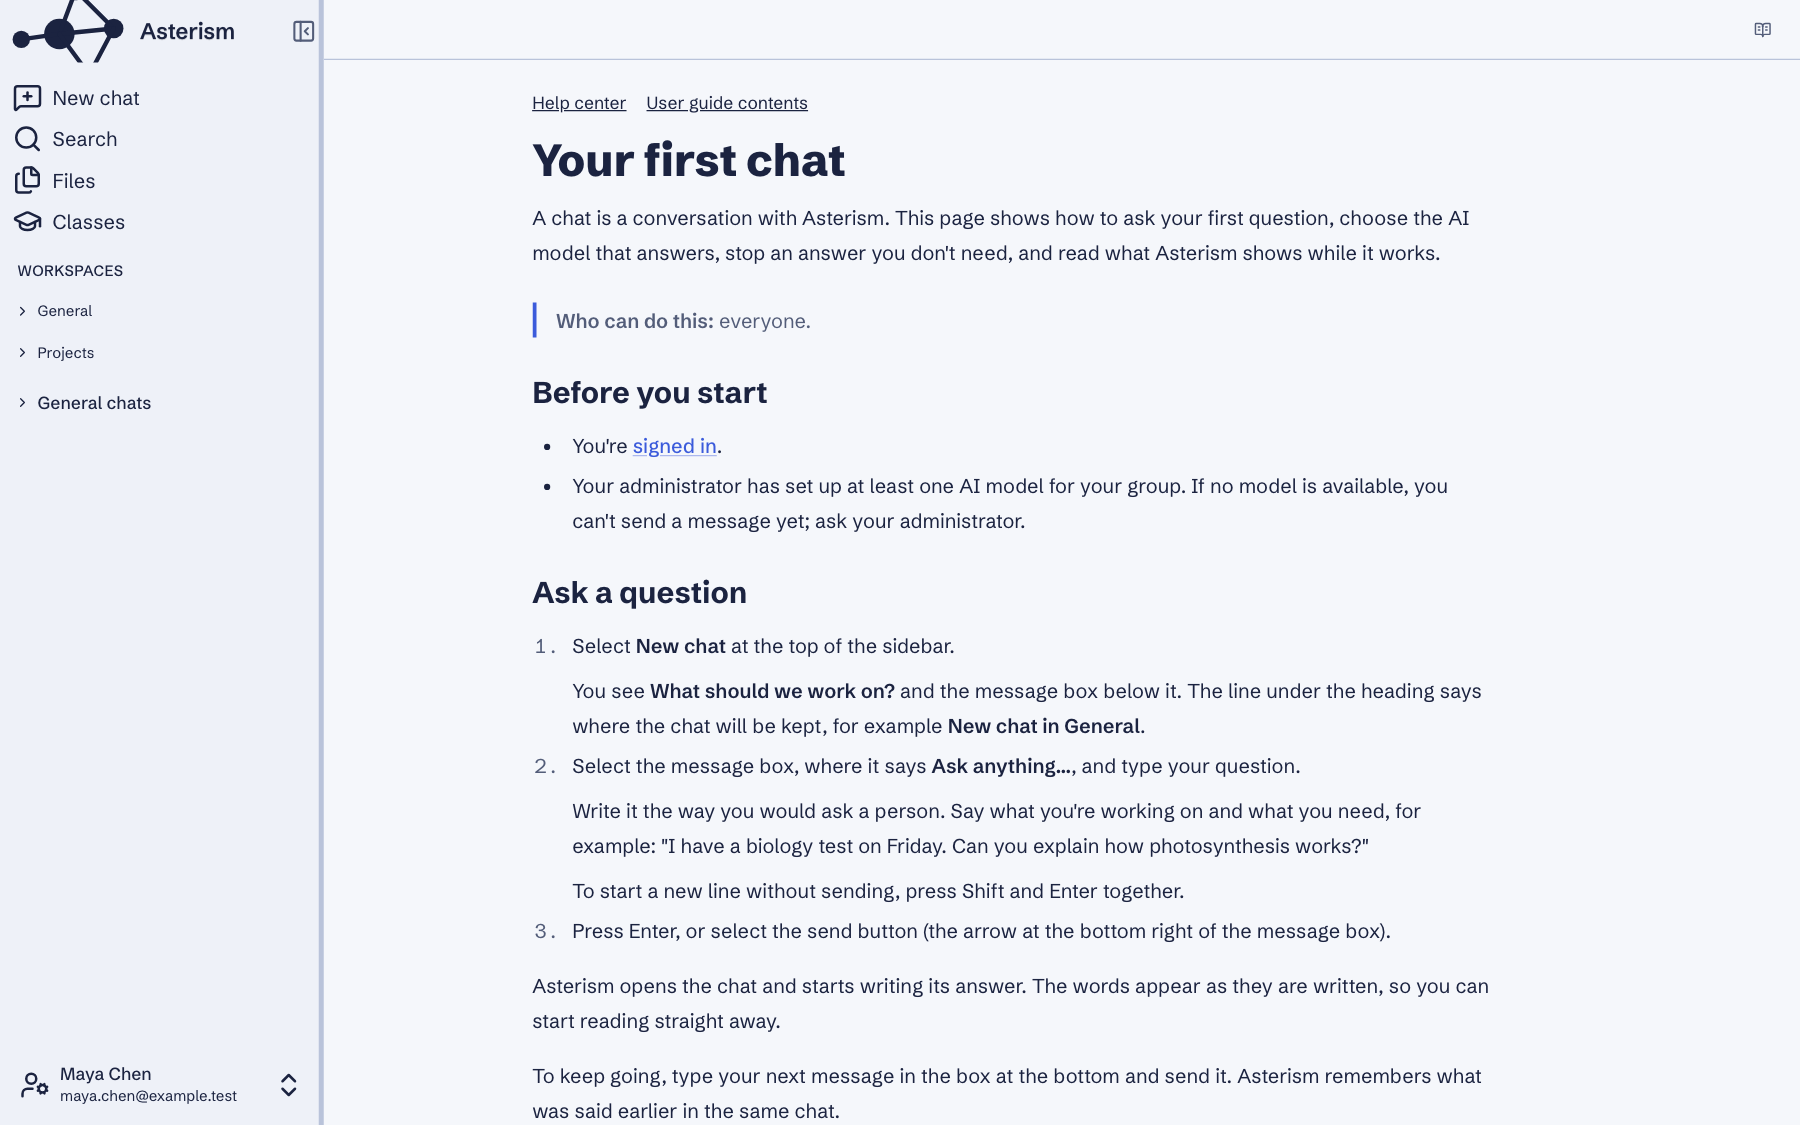 Asterism
New chat
Search
Files
Classes
WORKSPACES
General
Projects
General chats
Maya Chen
maya.chen@example.test
Help center User guide contents
Your first chat
A chat is a conversation with Asterism. This page shows how to ask your first question, choose the AI
model that answers, stop an answer you don't need, and read what Asterism shows while it works.
Who can do this: everyone.
Before you start
• You're signed in.
• Your administrator has set up at least one AI model for your group. If no model is available, you
can't send a message yet; ask your administrator.
Ask a question
1. Select New chat at the top of the sidebar.
You see What should we work on? and the message box below it. The line under the heading says
where the chat will be kept, for example New chat in General.
2. Select the message box, where it says Ask anything..., and type your question.
Write it the way you would ask a person. Say what you're working on and what you need, for
example: "I have a biology test on Friday. Can you explain how photosynthesis works?"
To start a new line without sending, press Shift and Enter together.
3. Press Enter, or select the send button (the arrow at the bottom right of the message box).
Asterism opens the chat and starts writing its answer. The words appear as they are written, so you can
start reading straight away.
To keep going, type your next message in the box at the bottom and send it. Asterism remembers what
was said earlier in the same chat.